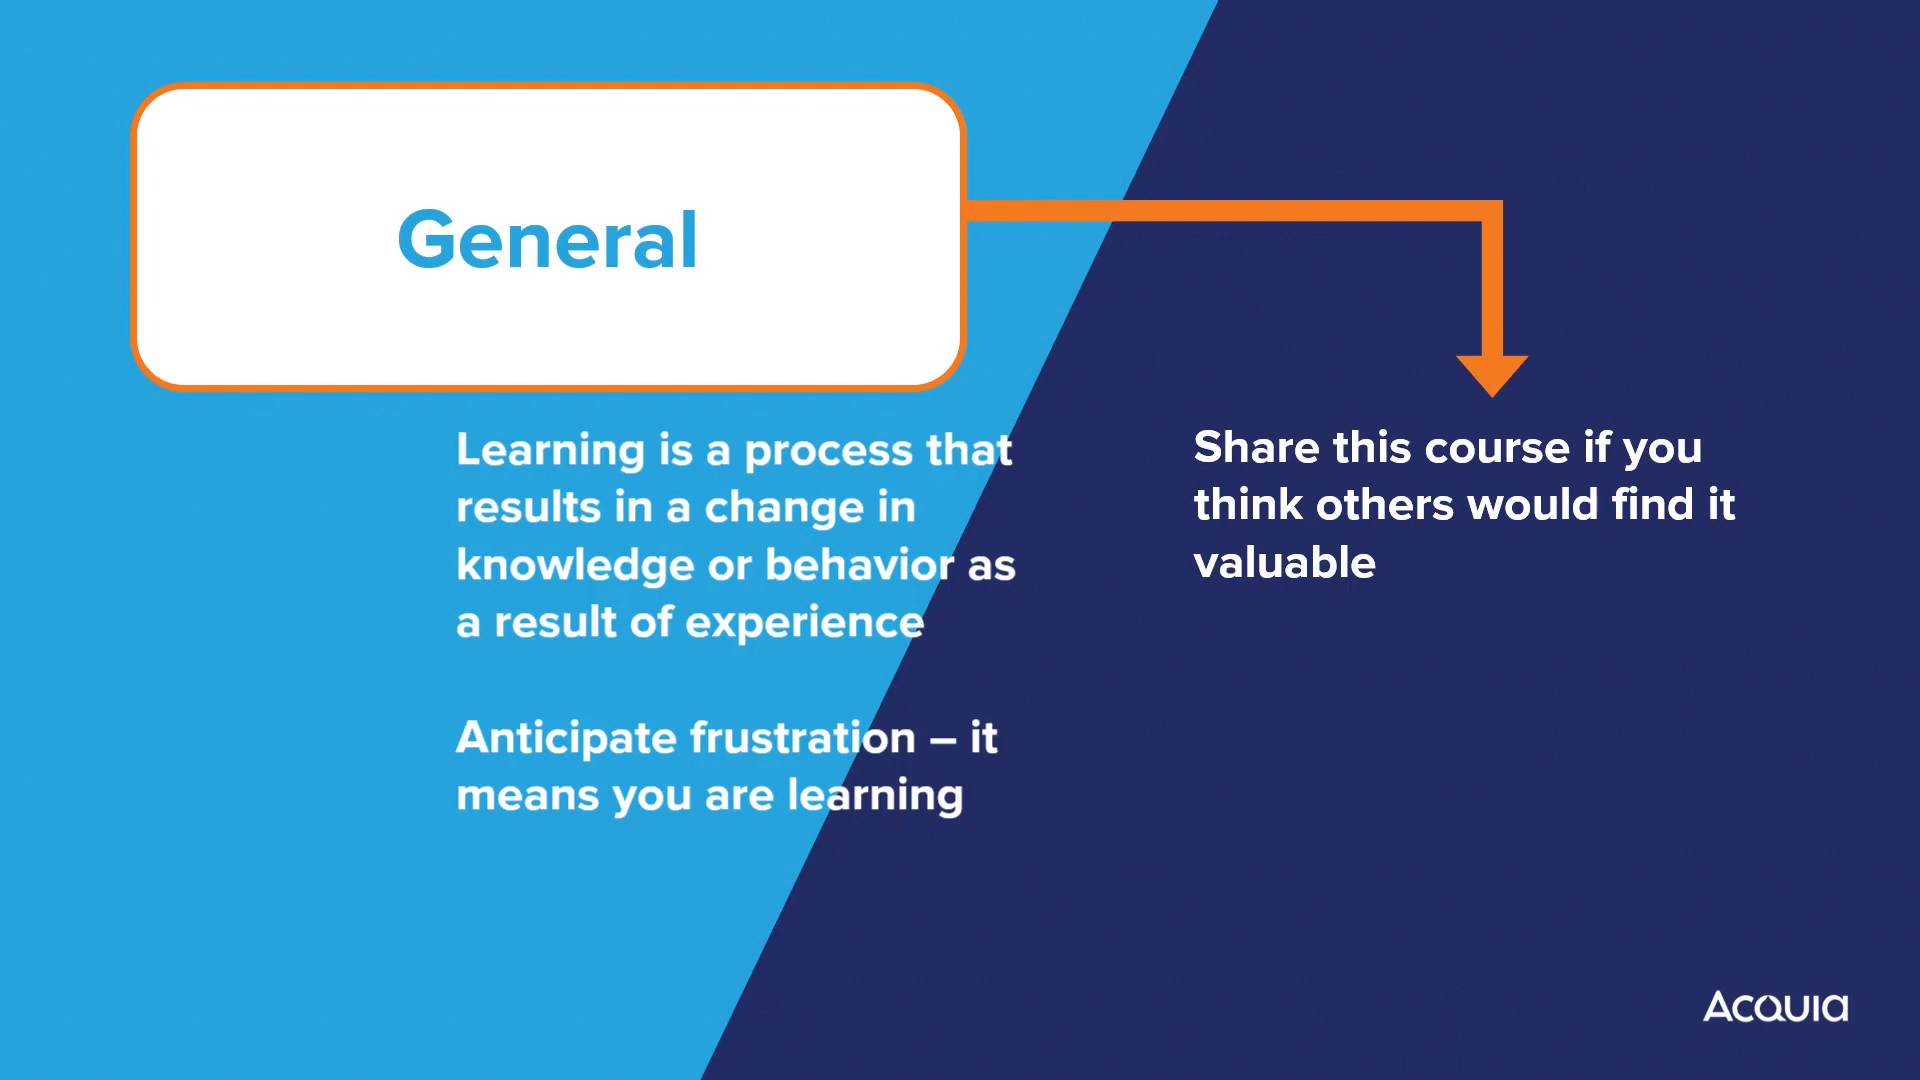 General
Learning is a process that
results in a change in
knowledge or behavior as
a result of experience
Anticipate frustration – it
means you are learning
Share this course if you
think others would find it
valuable
ACQUIA